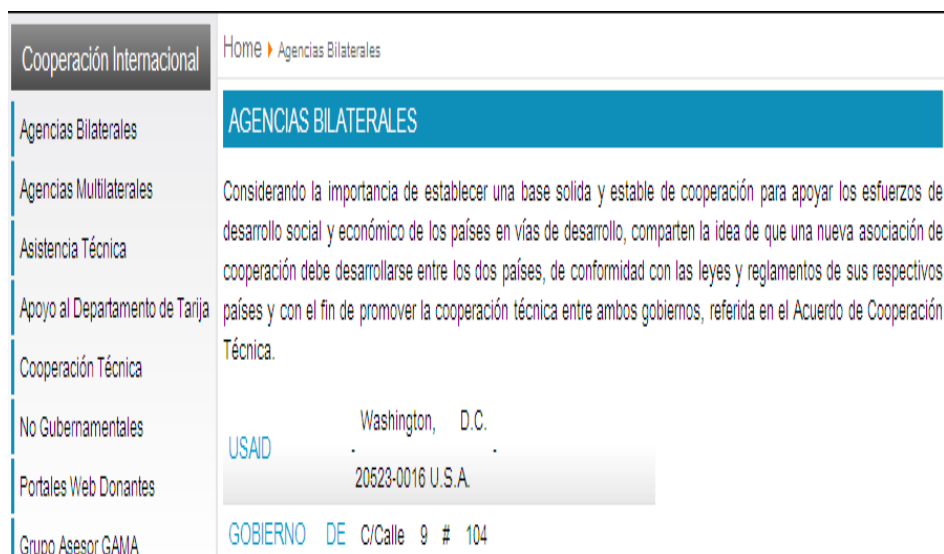 Cooperación Internacional
Agencias Bilaterales
Agencias Multilaterales
Asistencia Técnica
Apoyo al Departamento de Tarija
Cooperación Técnica
No Gubernamentales
Portales Web Donantes
Grupo Asesor GAMA
Home Agencias Bilaterales
AGENCIAS BILATERALES
Considerando la importancia de establecer una base solida y estable de cooperación para apoyar los esfuerzos de
desarrollo social y económico de los países en vías de desarrollo, comparten la idea de que una nueva asociación de
cooperación debe desarrollarse entre los dos países, de conformidad con las leyes y reglamentos de sus respectivos
países y con el fin de promover la cooperación técnica entre ambos gobiernos, referida en el Acuerdo de Cooperación
Técnica.
Washington, D.C.
USAID - -
20523-0016 U.S.A.
GOBIERNO DE C/Calle 9 # 104